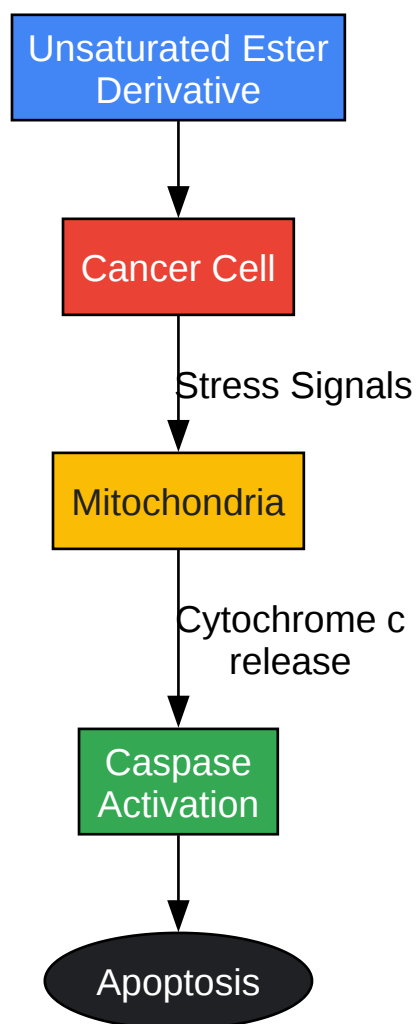 Unsaturated Ester
Derivative
Cancer Cell
Stress Signals
Mitochondria
Cytochrome c
release
Caspase
Activation
Apoptosis